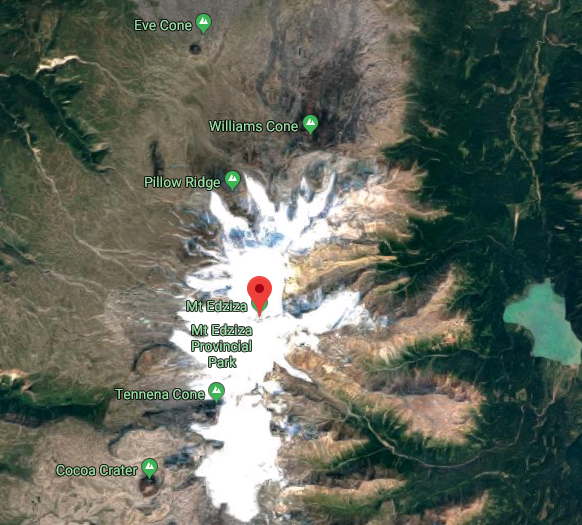 Eve Cone
Williams Cone
Pillow Ridge
Mt Edziza
Mt Edziza
Provincial
Park
Tennena Cone
Cocoa Crater